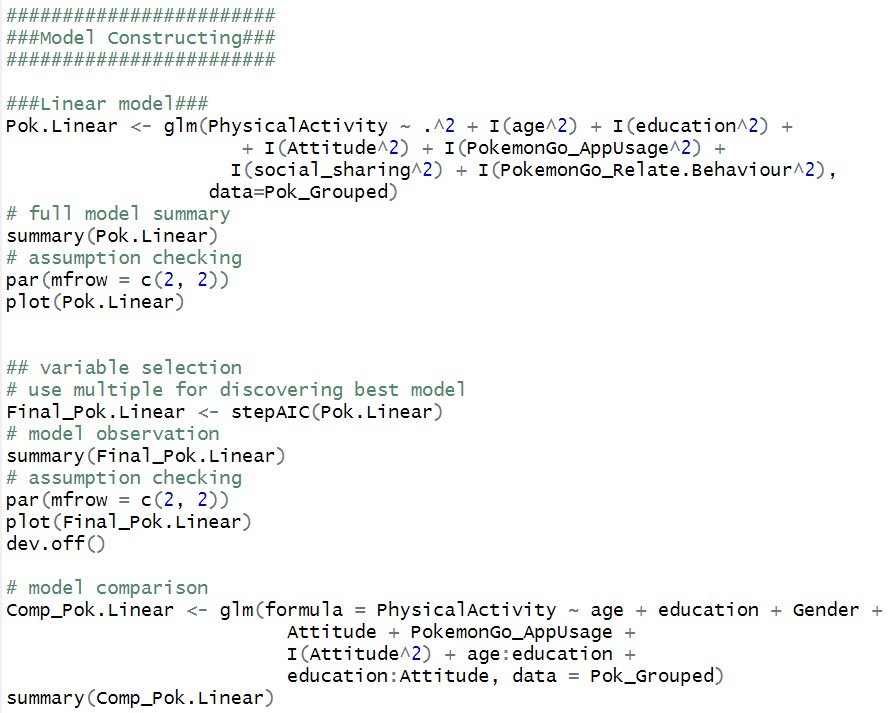 ########################
###Model Constructing###
########################
###Linear model###
Pok.Linear <- glm(PhysicalActivity ~ .^2 + I(age^2) + I(education^2) +
+ I(Attitude^2) + I(PokemonGo_AppUsage^2) +
I(social_sharing^2) + I(PokemonGo_Relate.Behaviour^2),
data=Pok_Grouped)
# full model summary
summary(Pok.Linear)
# assumption checking
par(mfrow = c(2, 2))
plot(Pok.Linear)
## variable selection
# use multiple for discovering best model
Final_Pok.Linear <- stepAIC(Pok.Linear)
# model observation
summary(Final_Pok.Linear)
# assumption checking
par(mfrow = c(2, 2))
plot(Final_Pok.Linear)
dev.off()
# model comparison
Comp_Pok.Linear <- glm(formula = PhysicalActivity ~ age + education + Gender +
Attitude + PokemonGo_AppUsage +
I(Attitude^2) + age:education +
education:Attitude, data = Pok_Grouped)
summary(Comp_Pok.Linear)